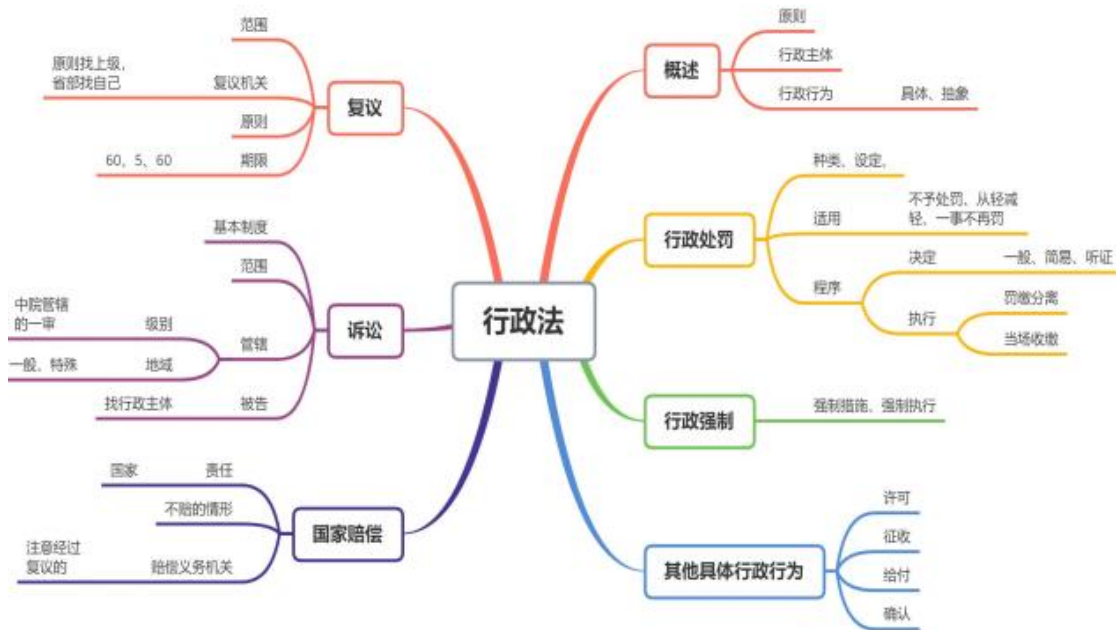 行政法
概述
原则
行政主体
行政行为
具体、抽象
行政处罚
种类、设定,
适用
不予处罚、从轻减
轻、一事不再罚
程序
决定
一般、简易、听证
执行
罚缴分离
当场收缴
行政强制
强制措施、强制执行
其他具体行政行为
许可
征收
给付
确认
复议
范围
复议机关
原则找上级,
省部找自己
原则
期限
60，5、60
诉讼
基本制度
范围
管辖
级别
中院管辖
的一审
地域
一般，特殊
被告
找行政主体
国家赔偿
责任
国家
不赔的情形
赔偿义务机关
注意经过
复议的